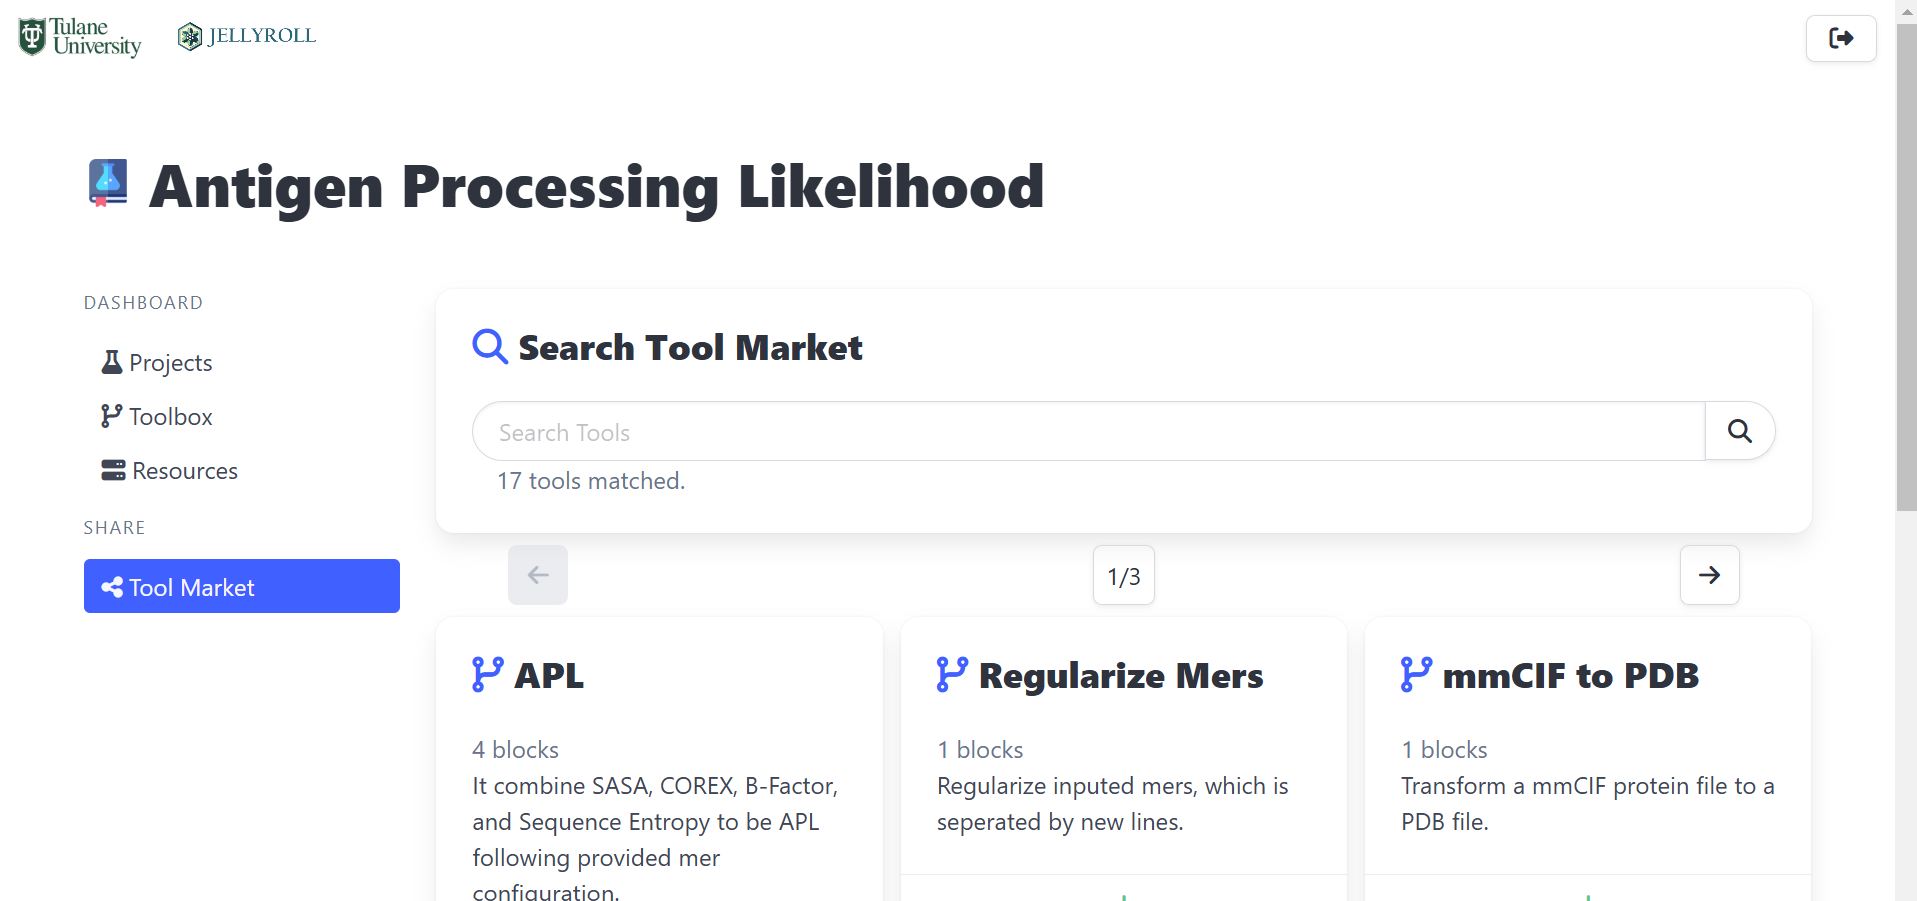 Tulane
University
JELLYROLL
Antigen Processing Likelihood
DASHBOARD
Projects
Toolbox
Resources
SHARE
Tool Market
Search Tool Market
Search Tools
17 tools matched.
1/3
APL
4 blocks
It combine SASA, COREX, B-Factor,
and Sequence Entropy to be APL
following provided mer
configuration.
Regularize Mers
1 blocks
Regularize inputed mers, which is
seperated by new lines.
mmCIF to PDB
1 blocks
Transform a mmCIF protein file to a
PDB file.